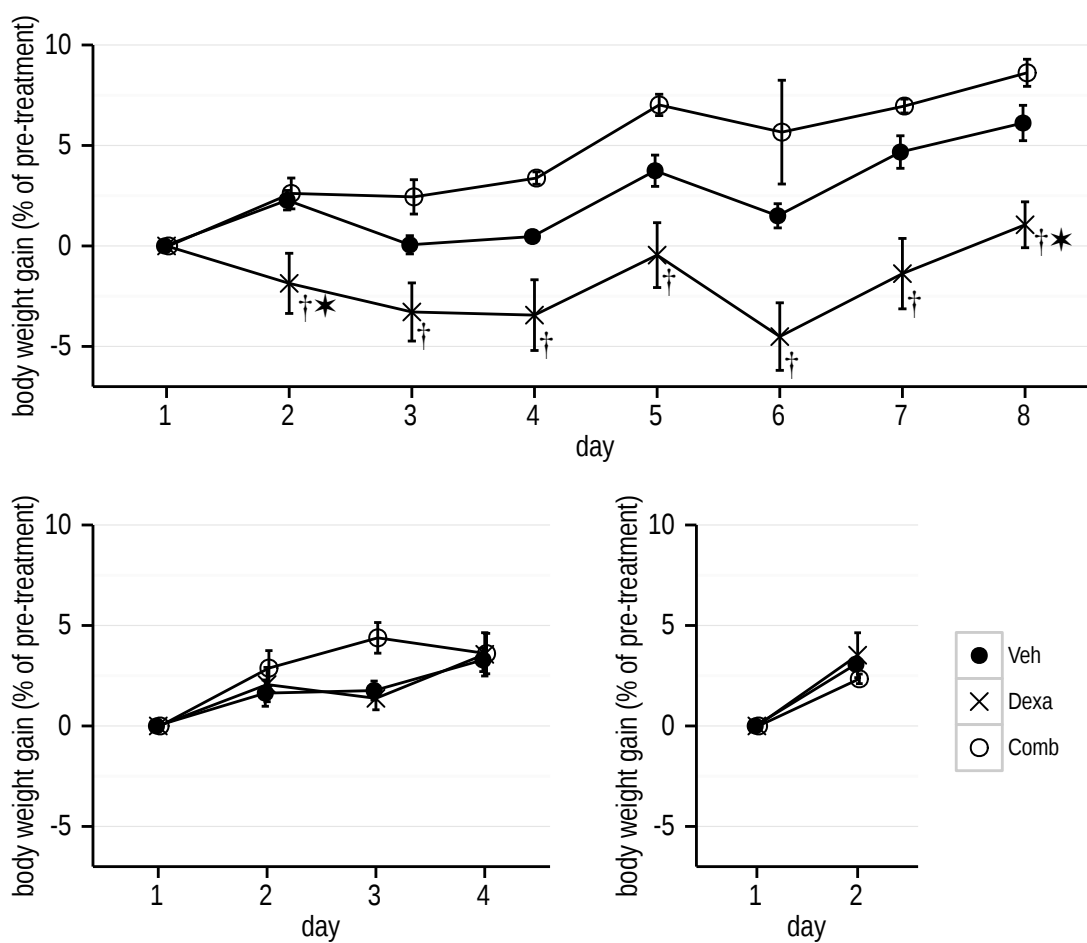 body weight gain (% of pre-treatment)
10
5
0
-5
†✶
†
†
†
†
†
†✶
1 2 3 4 5 6 7 8
day
body weight gain (% of pre-treatment)
10
5
0
-5
1 2 3 4
day
body weight gain (% of pre-treatment)
10
5
0
-5
1 2
day
Veh
Dexa
Comb